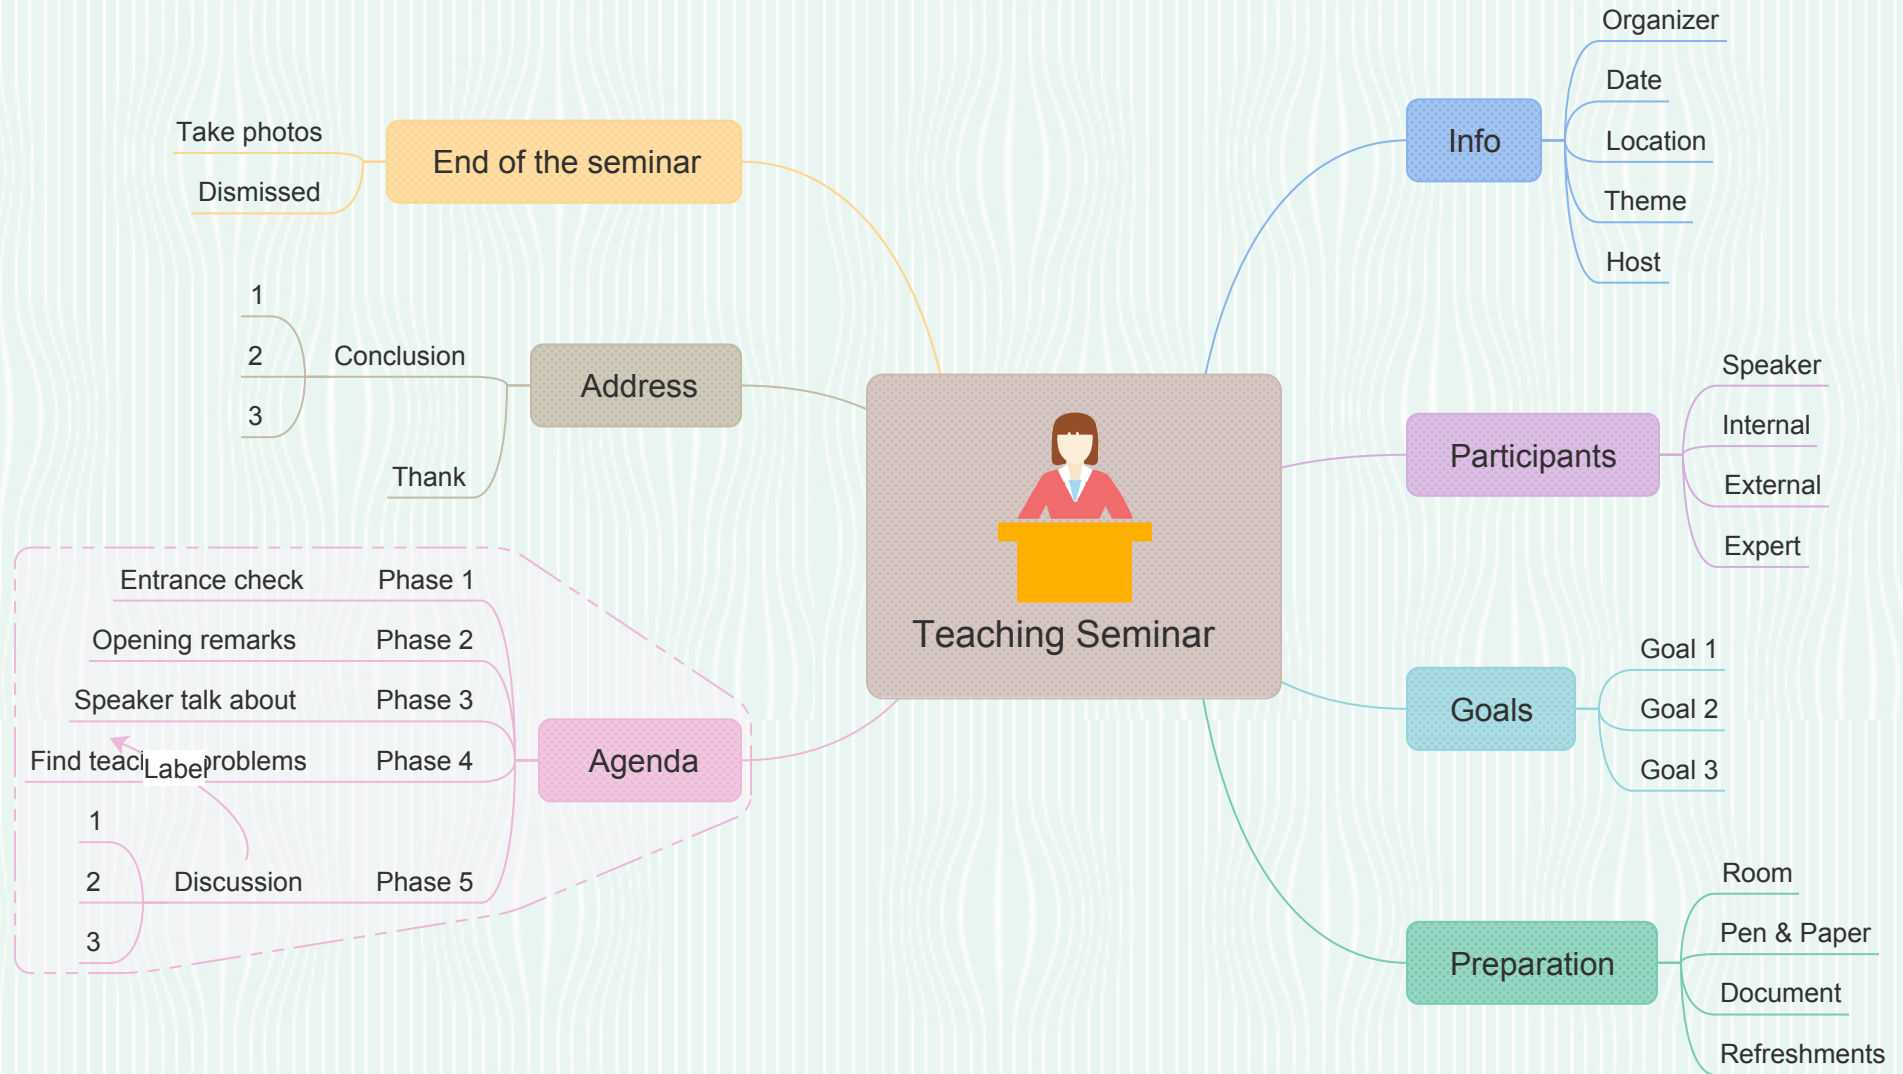 Teaching Seminar
Info
Organizer
Date
Location
Theme
Host
Participants
Speaker
Internal
External
Expert
Goals
Goal 1
Goal 2
Goal 3
Preparation
Room
Pen & Paper
Document
Refreshments
Agenda
Phase 1
Entrance check
Phase 2
Opening remarks
Phase 3
Speaker talk about
Phase 4
Find teac problems
Label
Phase 5
Discussion
1
2
3
Address
Conclusion
1
2
3
Thank
End of the seminar
Take photos
Dismissed